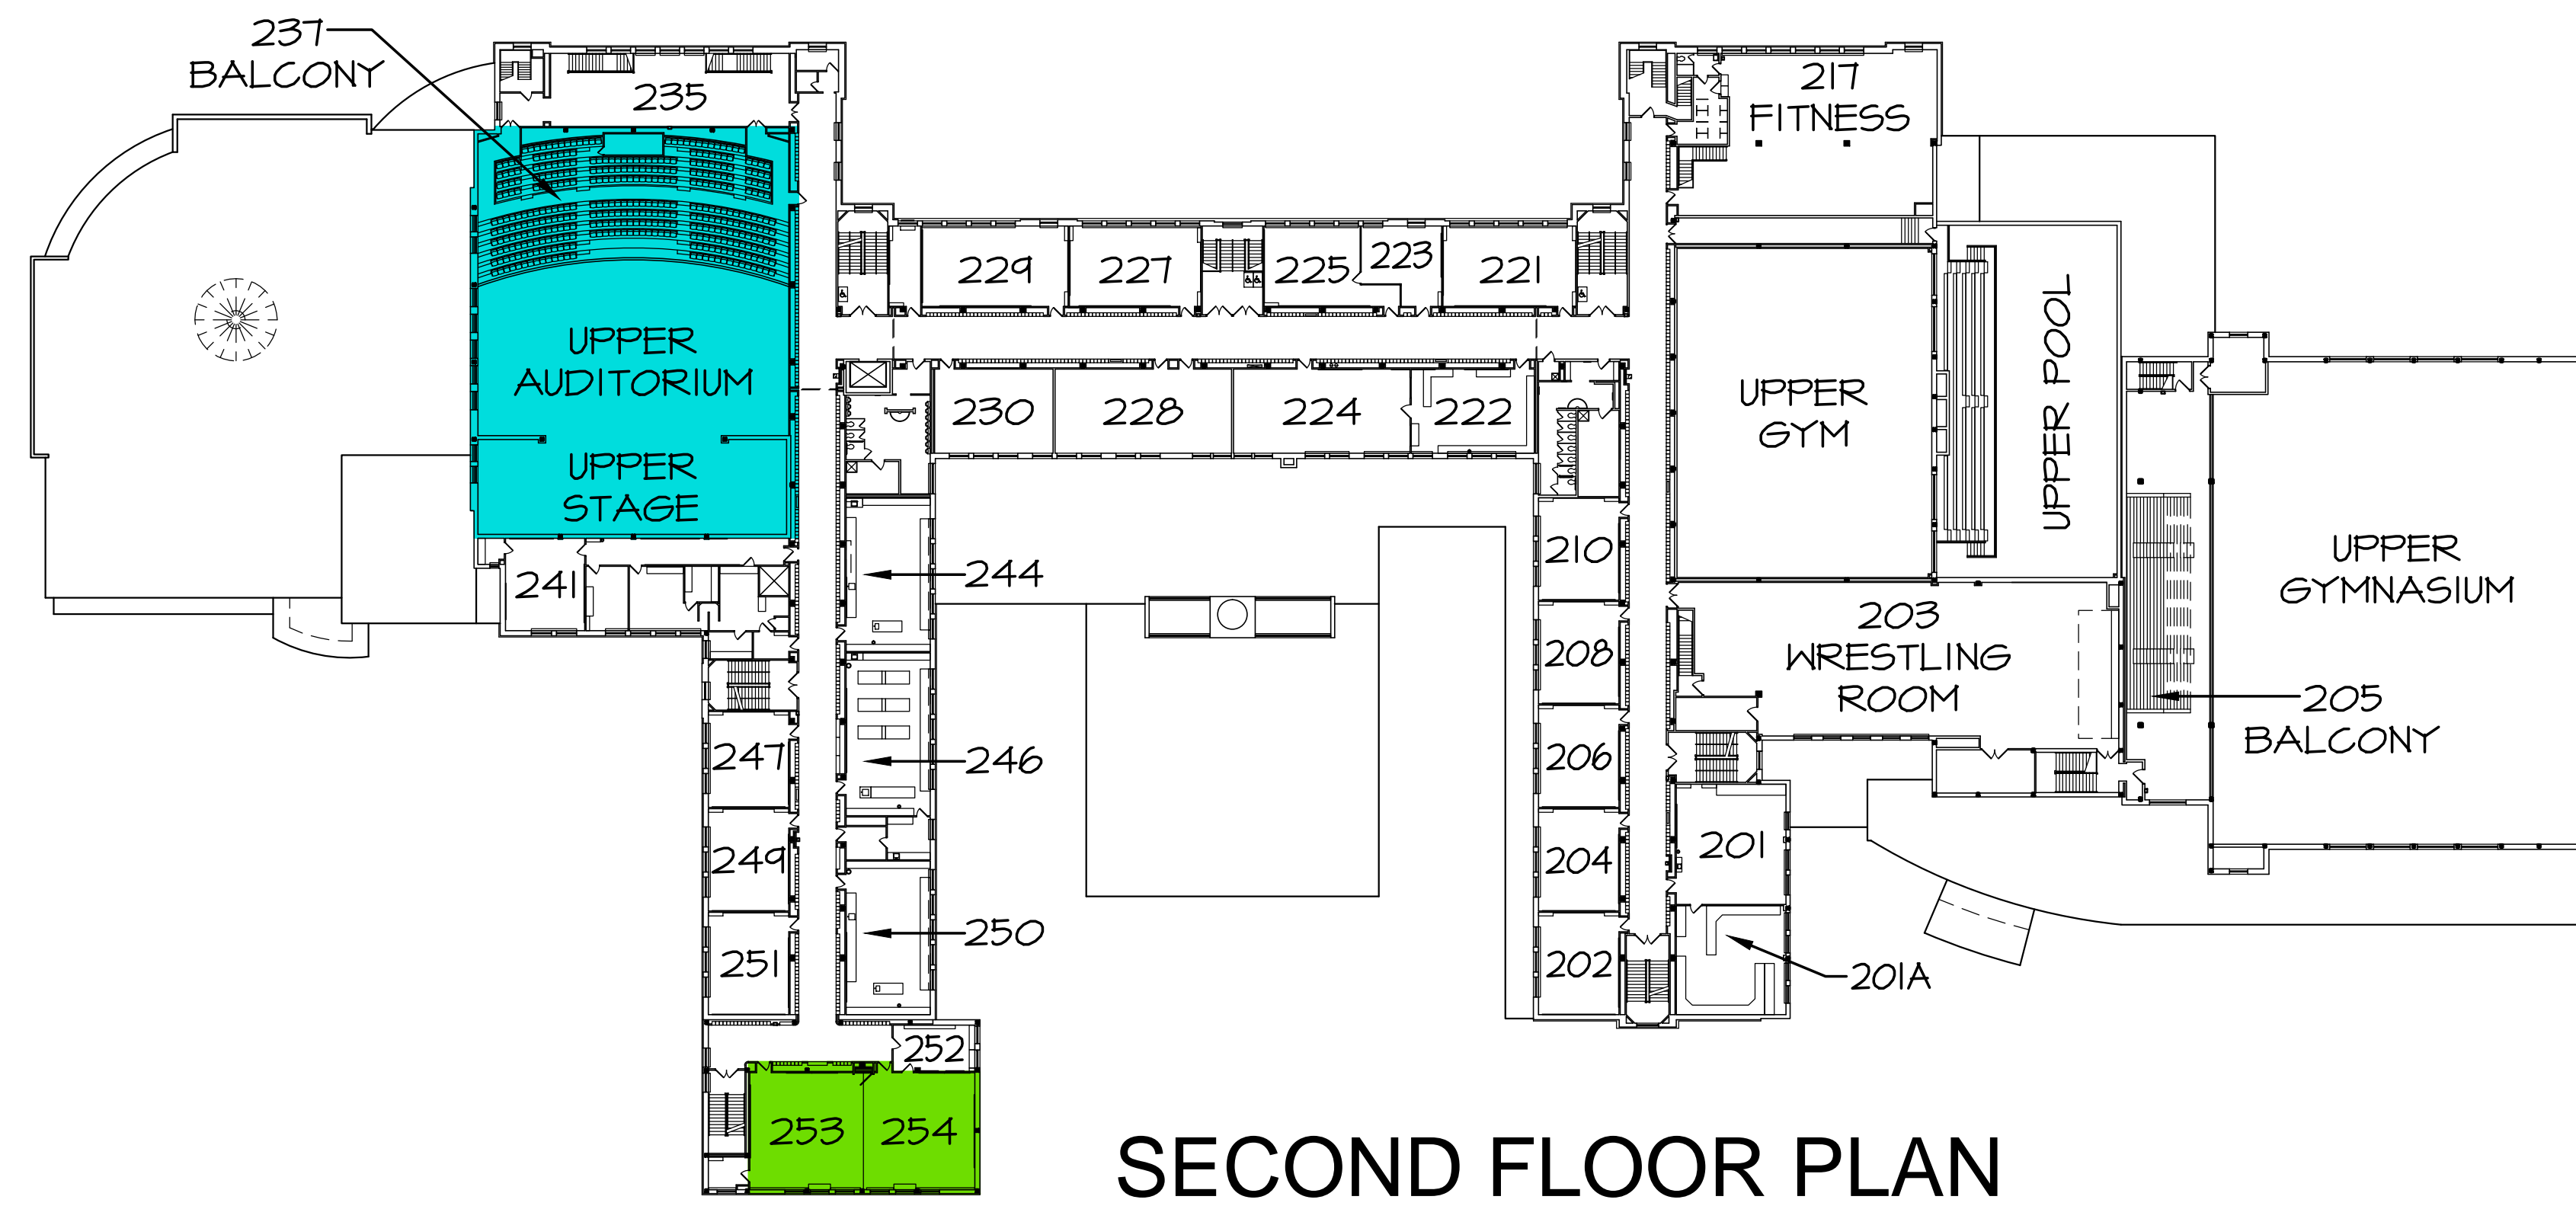 237
BALCONY
235
217
FITNESS
229
227
225
223
221
UPPER
AUDITORIUM
UPPER
STAGE
230
228
224
222
UPPER
GYM
UPPER POOL
UPPER
GYMNASIUM
241
244
210
203
WRESTLING
ROOM
208
205
BALCONY
247
246
206
249
204
201
251
250
202
201A
252
253
254
SECOND FLOOR PLAN